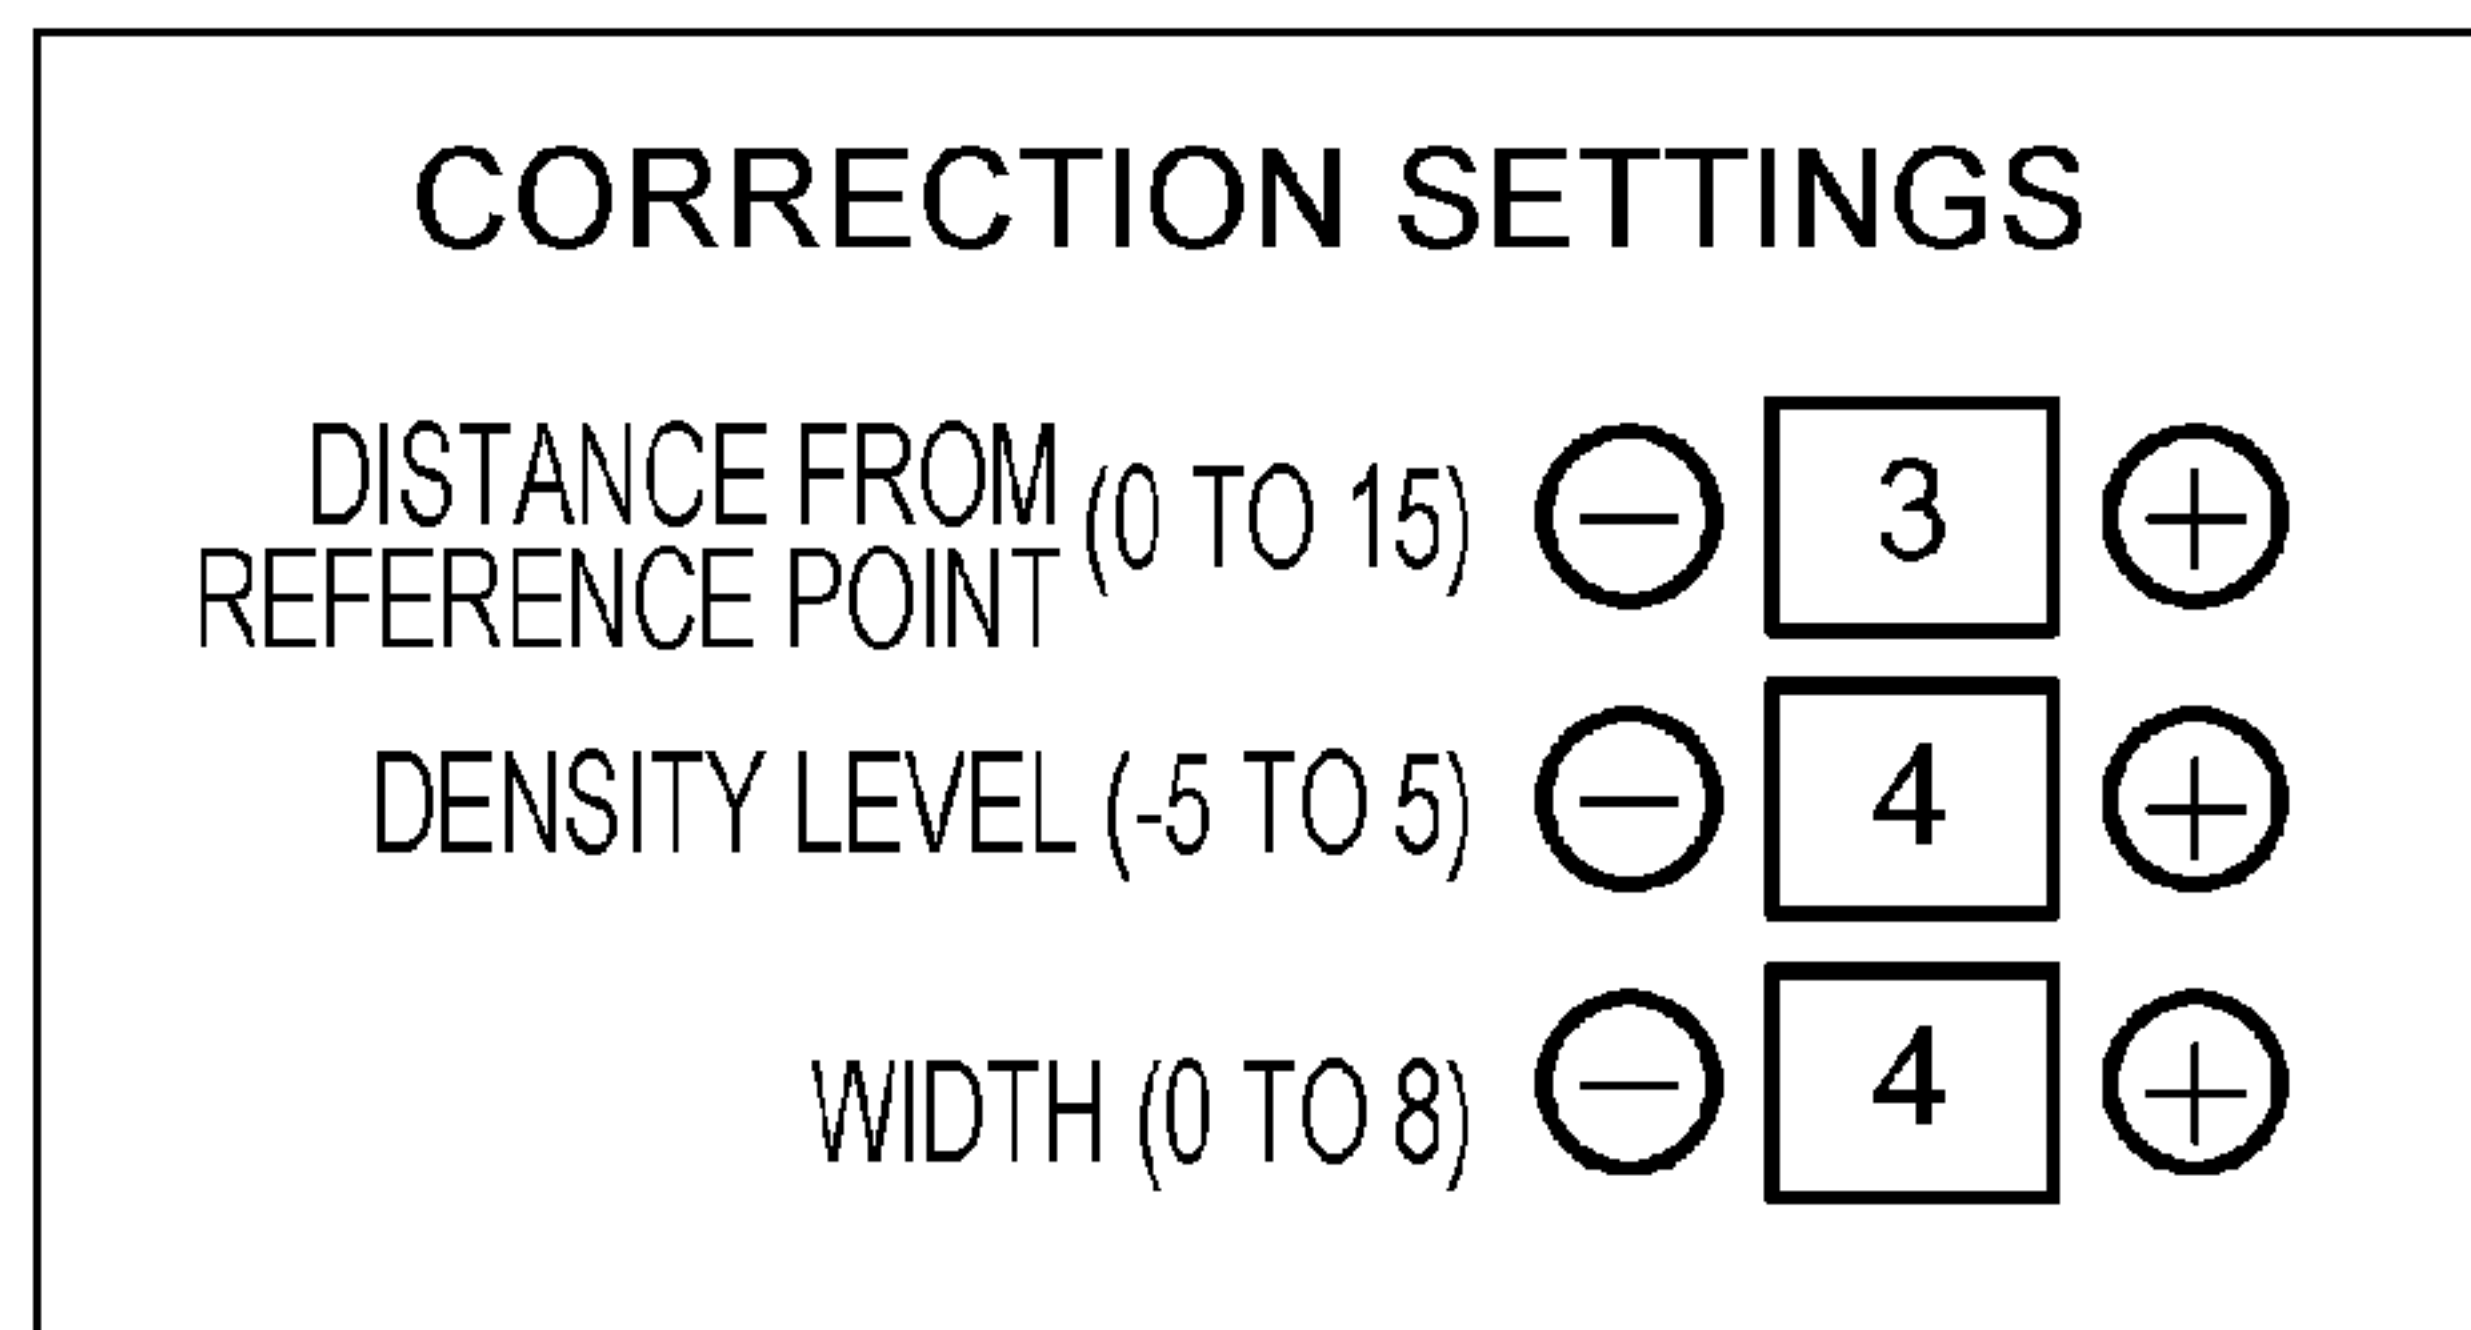 CORRECTION SETTINGS
DISTANCE FROM
REFERENCE POINT (0 TO 15) − 3 +
DENSITY LEVEL (-5 TO 5) − 4 +
WIDTH (0 TO 8) − 4 +